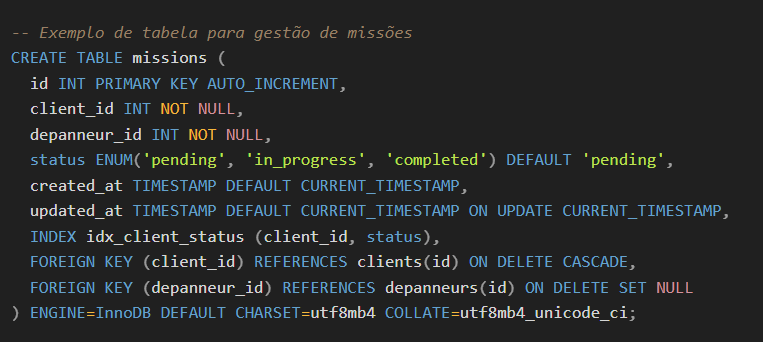 -- Exemplo de tabela para gestão de missões
CREATE TABLE missions (
  id INT PRIMARY KEY AUTO_INCREMENT,
  client_id INT NOT NULL,
  depanneur_id INT NOT NULL,
  status ENUM('pending', 'in_progress', 'completed') DEFAULT 'pending',
  created_at TIMESTAMP DEFAULT CURRENT_TIMESTAMP,
  updated_at TIMESTAMP DEFAULT CURRENT_TIMESTAMP ON UPDATE CURRENT_TIMESTAMP,
  INDEX idx_client_status (client_id, status),
  FOREIGN KEY (client_id) REFERENCES clients(id) ON DELETE CASCADE,
  FOREIGN KEY (depanneur_id) REFERENCES depanneurs(id) ON DELETE SET NULL
) ENGINE=InnoDB DEFAULT CHARSET=utf8mb4 COLLATE=utf8mb4_unicode_ci;